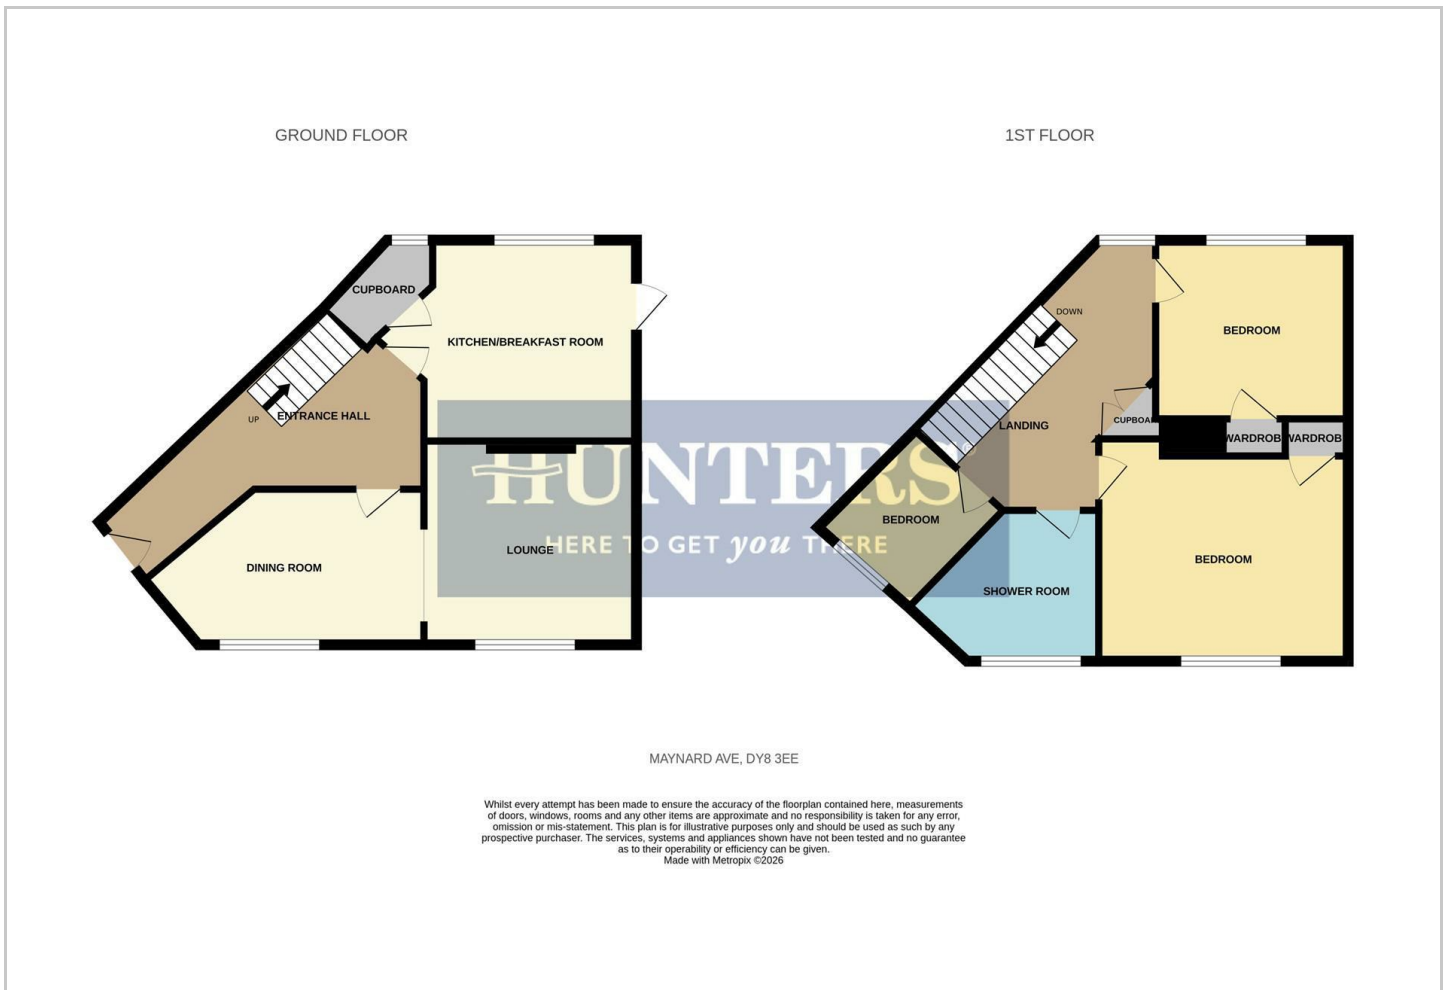 GROUND FLOOR
1ST FLOOR
CUPBOARD
KITCHEN/BREAKFAST ROOM
UP
ENTRANCE HALL
DINING ROOM
LOUNGE
DOWN
BEDROOM
LANDING
CUPBOAR
WARDROB
WARDROB
BEDROOM
BEDROOM
SHOWER ROOM
HUNTERS
HERE TO GET you THERE
MAYNARD AVE, DY8 3EE
Whilst every attempt has been made to ensure the accuracy of the floorplan contained here, measurements
of doors, windows, rooms and any other items are approximate and no responsibility is taken for any error,
omission or mis-statement. This plan is for illustrative purposes only and should be used as such by any
prospective purchaser. The services, systems and appliances shown have not been tested and no guarantee
as to their operability or efficiency can be given.
Made with Metropix ©2026